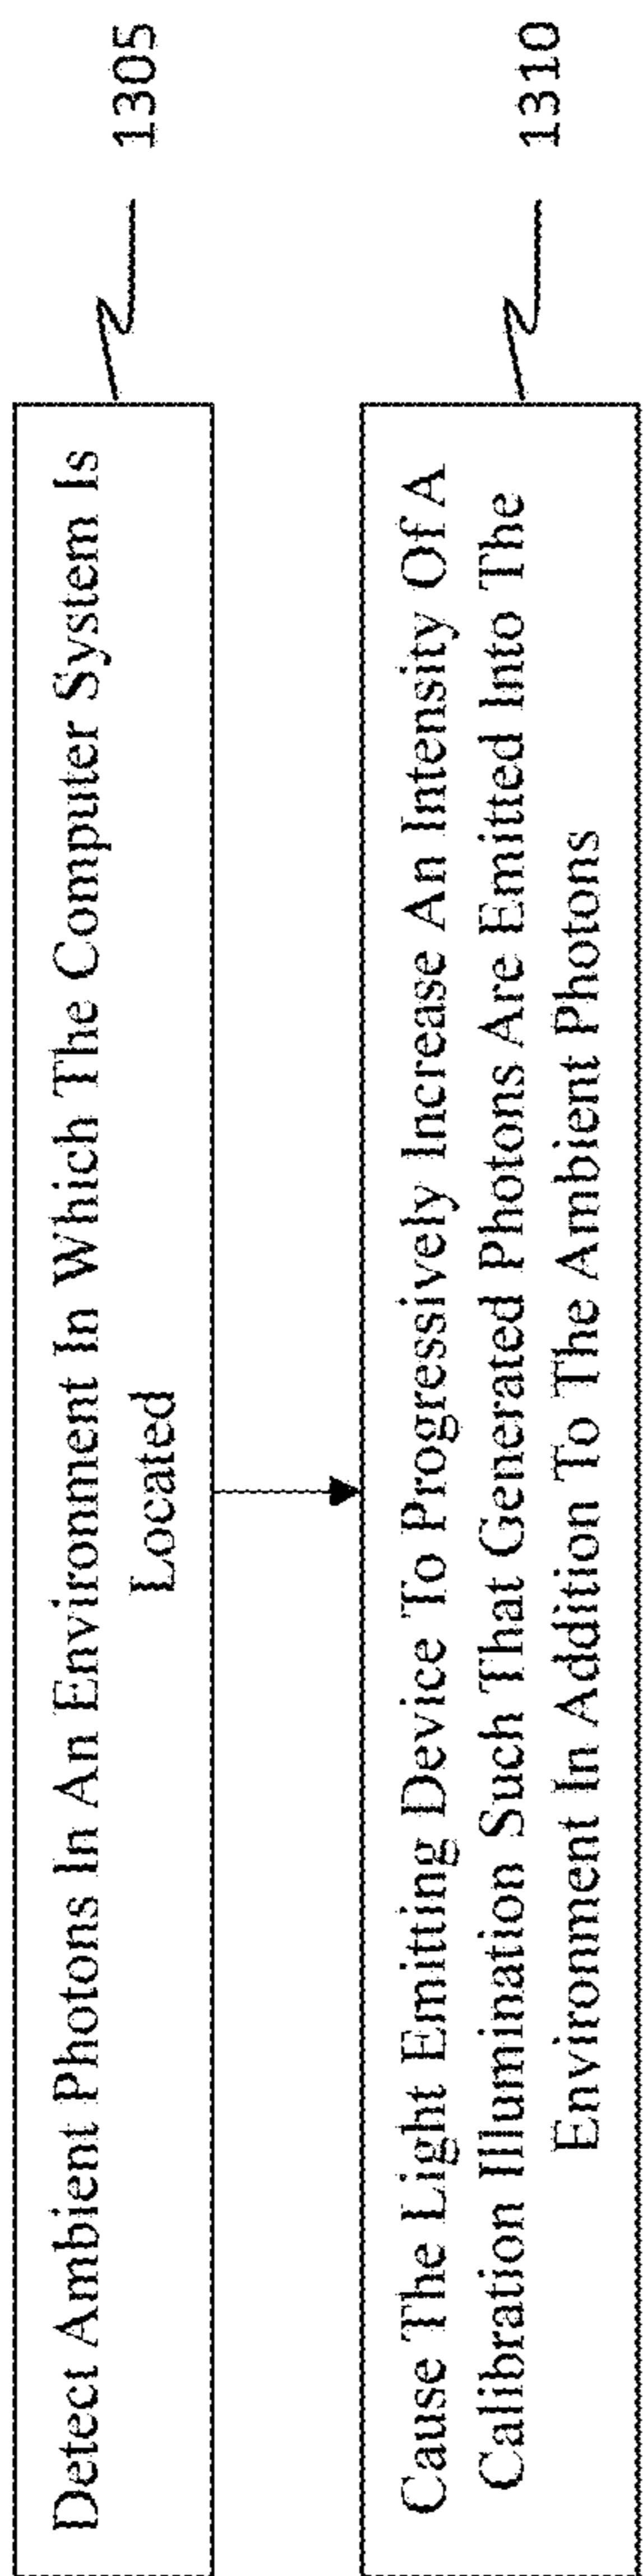 Detect Ambient Photons In An Environment In Which The Computer System Is
Located
1305
Cause The Light Emitting Device To Progressively Increase An Intensity Of A
Calibration Illumination Such That Generated Photons Are Emitted Into The
Environment In Addition To The Ambient Photons
1310